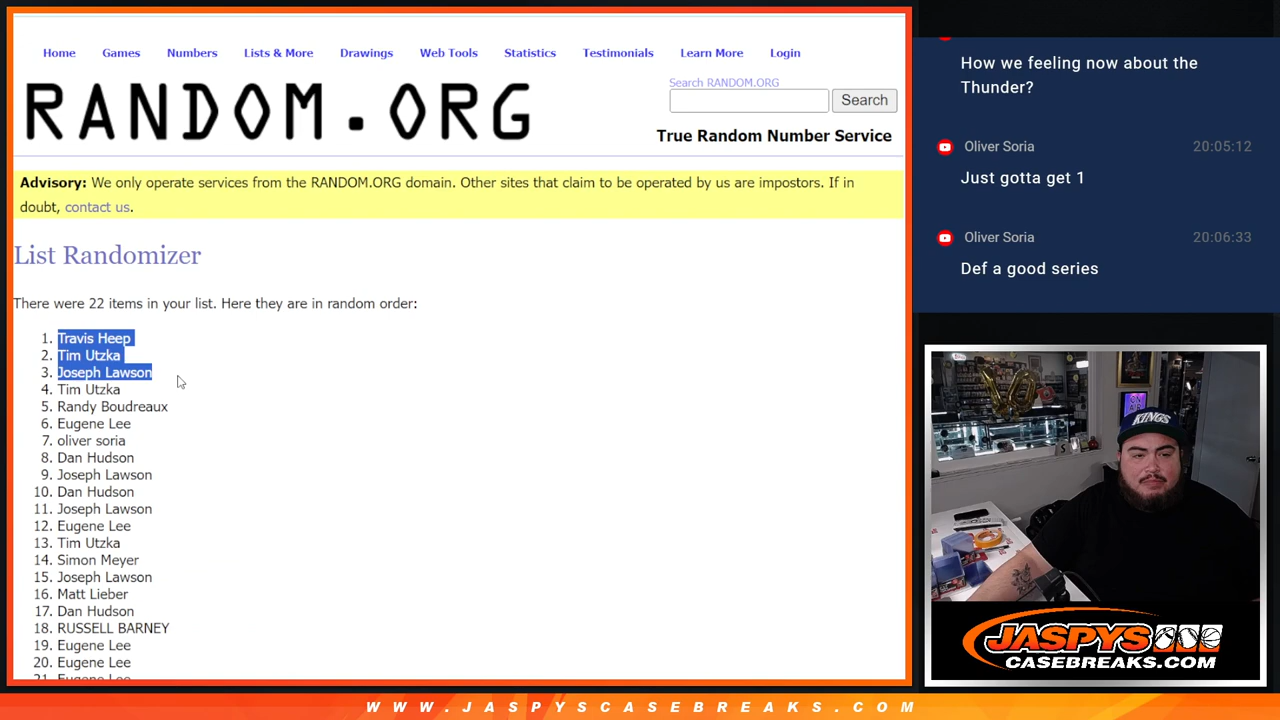 Home Games Numbers Lists & More Drawings Web Tools Statistics Testimonials Learn More Login
RANDOM.ORG
Search RANDOM.ORG
Search
True Random Number Service
Advisory: We only operate services from the RANDOM.ORG domain. Other sites that claim to be operated by us are impostors. If in
doubt, contact us.
List Randomizer
There were 22 items in your list. Here they are in random order:
1. Travis Heep
2. Tim Utzka
3. Joseph Lawson
4. Tim Utzka
5. Randy Boudreaux
6. Eugene Lee
7. oliver soria
8. Dan Hudson
9. Joseph Lawson
10. Dan Hudson
11. Joseph Lawson
12. Eugene Lee
13. Tim Utzka
14. Simon Meyer
15. Joseph Lawson
16. Matt Lieber
17. Dan Hudson
18. RUSSELL BARNEY
19. Eugene Lee
20. Eugene Lee
21. Eugene Lee
How we feeling now about the
Thunder?
Oliver Soria 20:05:12
Just gotta get 1
Oliver Soria 20:06:33
Def a good series
KINGS
JASPYS
CASEBREAKS.COM
WWW.JASPYSCASEBREAKS.COM